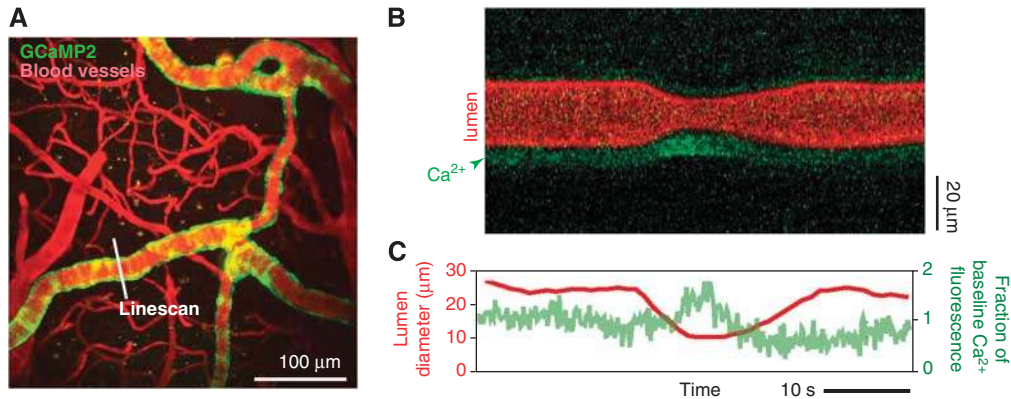 A
GCaMP2
Blood vessels
Linescan
100 µm
B
lumen
Ca2+
20 µm
C
30
20
10
0
Lumen
diameter (µm)
2
1
0
Fraction of
baseline Ca2+
fluorescence
Time
10 s